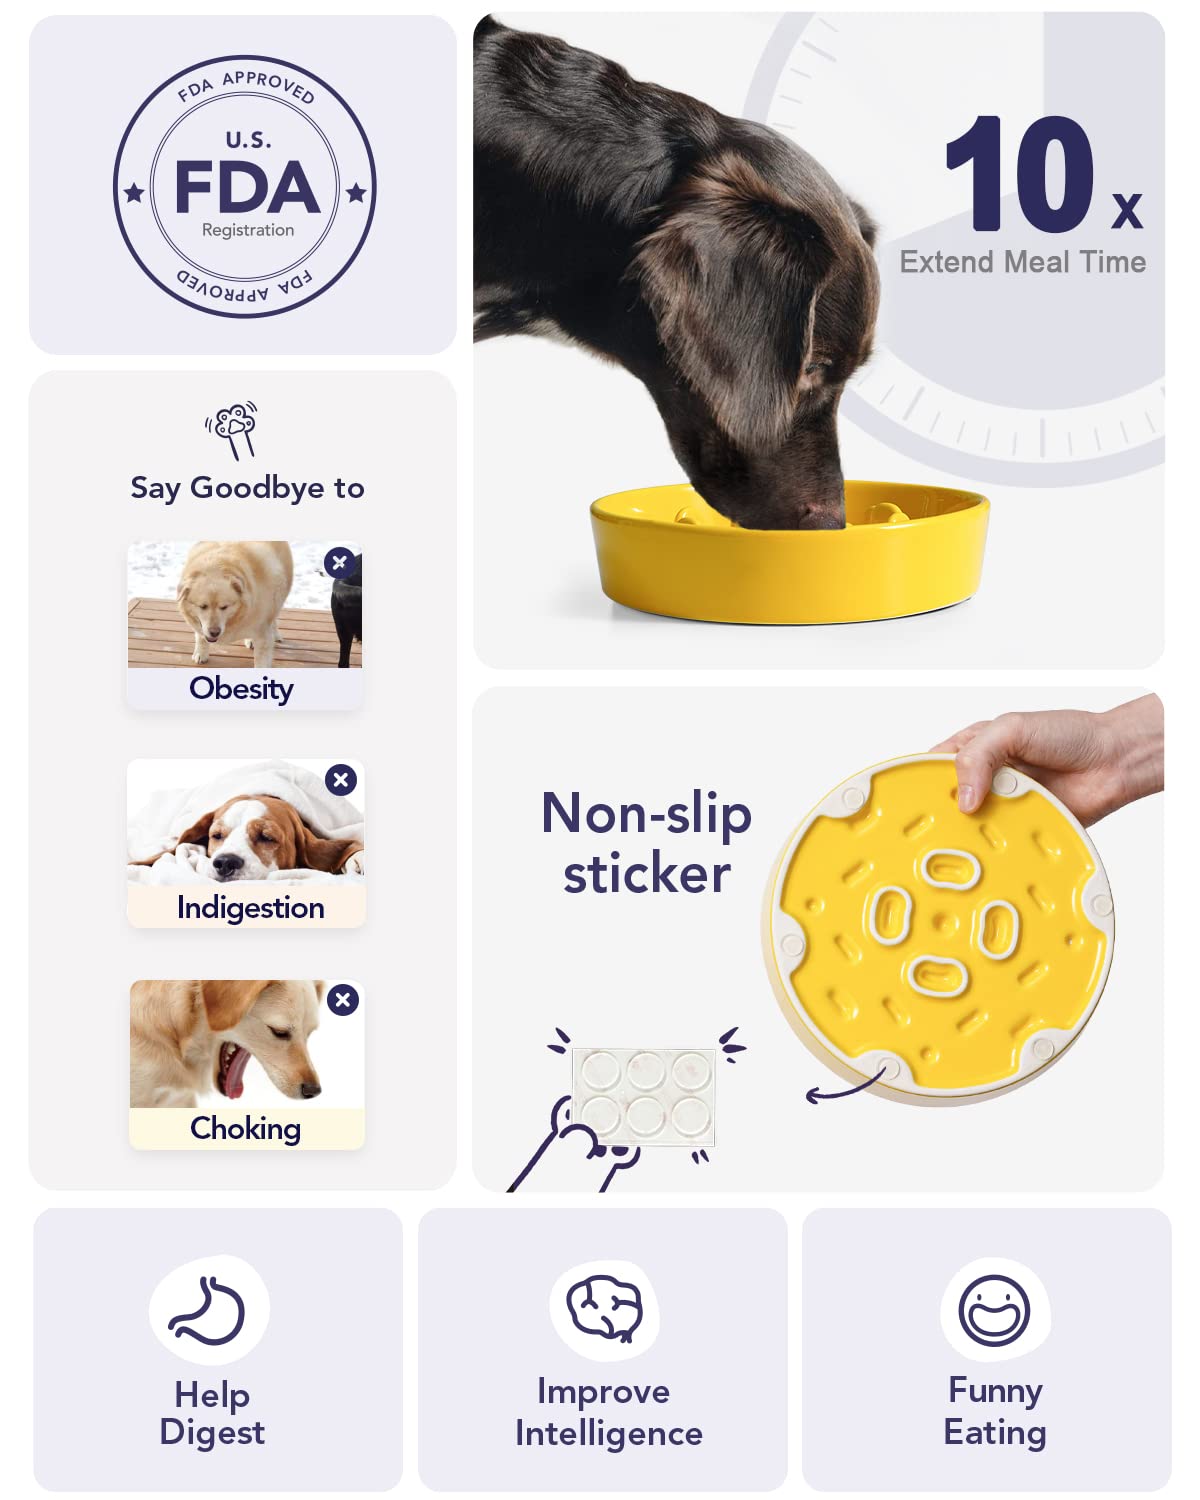 FDA APPROVED
U.S.
FDA
Registration
FDA APPROVED
10 x
Extend Meal Time
Say Goodbye to
Obesity
Indigestion
Choking
Non-slip
sticker
Help
Digest
Improve
Intelligence
Funny
Eating